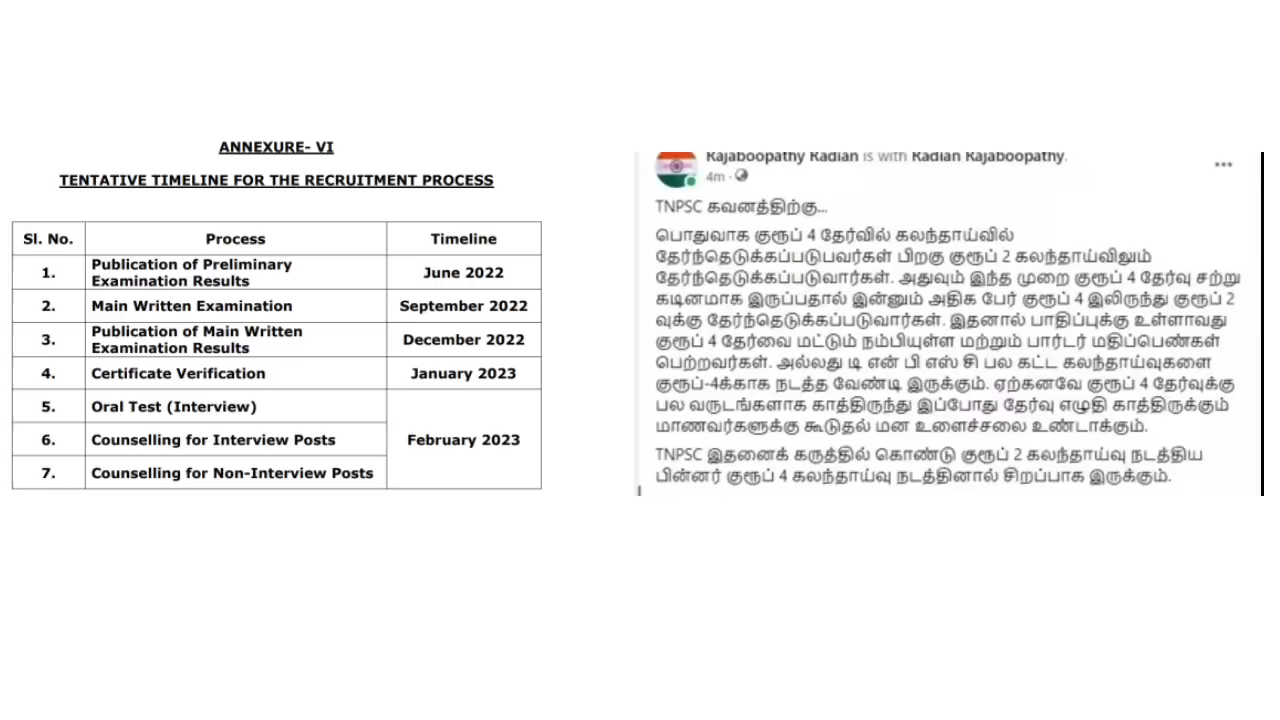 ANNEXURE- VI
TENTATIVE TIMELINE FOR THE RECRUITMENT PROCESS
Sl. No. Process Timeline
1. Publication of Preliminary Examination Results June 2022
2. Main Written Examination September 2022
3. Publication of Main Written Examination Results December 2022
4. Certificate Verification January 2023
5. Oral Test (Interview)
6. Counselling for Interview Posts February 2023
7. Counselling for Non-Interview Posts
Rajaboopathy Radian is with Radian Rajaboopathy.
4m
TNPSC கவனத்திற்கு...
பொதுவாக குரூப் 4 தேர்வில் கலந்தாய்வில்
தேர்ந்தெடுக்கப்படுபவர்கள் பிறகு குரூப் 2 கலந்தாய்விலும்
தேர்ந்தெடுக்கப்படுவார்கள். அதுவும் இந்த முறை குரூப் 4 தேர்வு சற்று
கடினமாக இருப்பதால் இன்னும் அதிக பேர் குரூப் 4 இலிருந்து குரூப் 2
வுக்கு தேர்ந்தெடுக்கப்படுவார்கள். இதனால் பாதிப்புக்கு உள்ளாவது
குரூப் 4 தேர்வை மட்டும் நம்பியுள்ள மற்றும் பார்டர் மதிப்பெண்கள்
பெற்றவர்கள். அல்லது டி என் பி எஸ் சி பல கட்ட கலந்தாய்வுகளை
குரூப்-4க்காக நடத்த வேண்டி இருக்கும். ஏற்கனவே குரூப் 4 தேர்வுக்கு
பல வருடங்களாக காத்திருந்து இப்போது தேர்வு எழுதி காத்திருக்கும்
மாணவர்களுக்கு கூடுதல் மன உளைச்சலை உண்டாக்கும்.
TNPSC இதனைக் கருத்தில் கொண்டு குரூப் 2 கலந்தாய்வு நடத்திய
பின்னர் குரூப் 4 கலந்தாய்வு நடத்தினால் சிறப்பாக இருக்கும்.